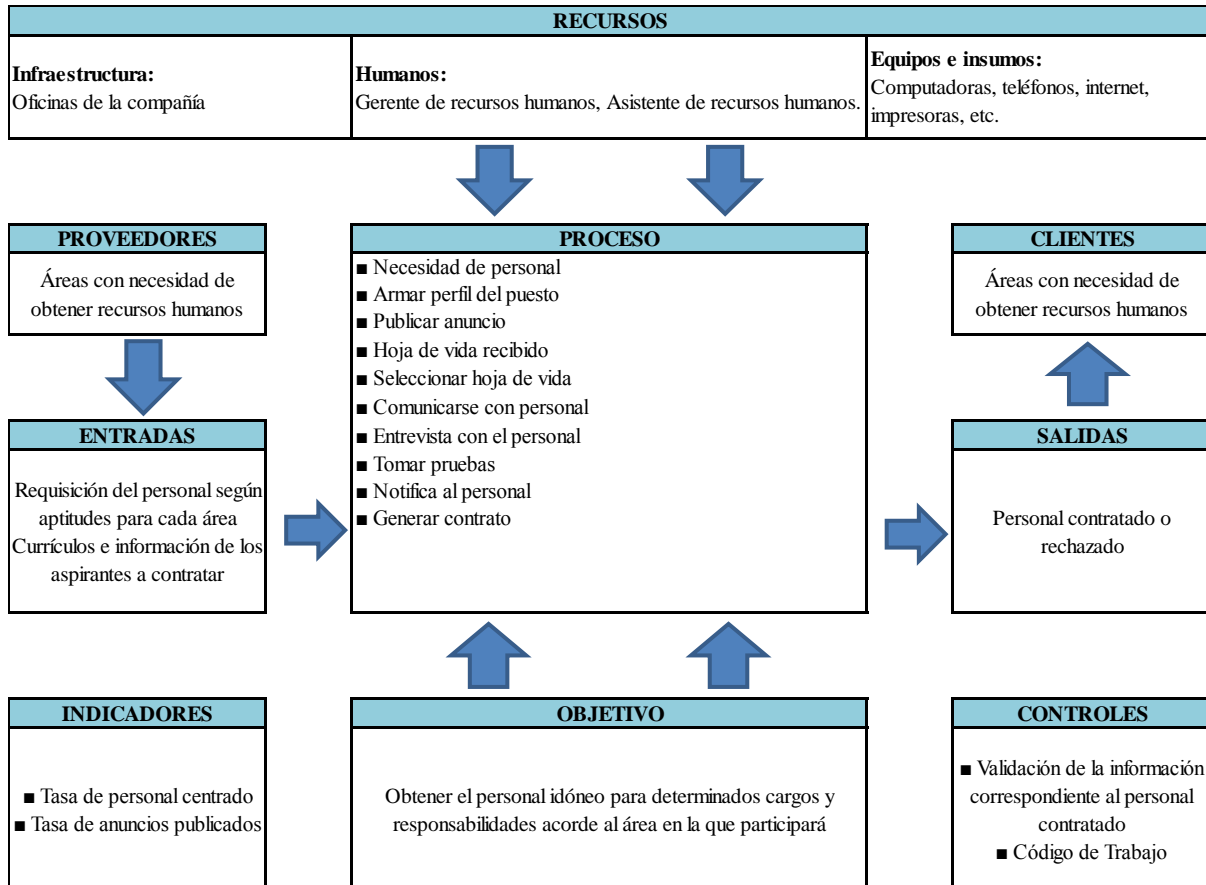 RECURSOS
Infraestructura:
Oficinas de la compañía
Humanos:
Gerente de recursos humanos, Asistente de recursos humanos.
Equipos e insumos:
Computadoras, teléfonos, internet,
impresoras, etc.
PROVEEDORES
Áreas con necesidad de
obtener recursos humanos
PROCESO
■ Necesidad de personal
■ Armar perfil del puesto
■ Publicar anuncio
■ Hoja de vida recibido
■ Seleccionar hoja de vida
■ Comunicarse con personal
■ Entrevista con el personal
■ Tomar pruebas
■ Notifica al personal
■ Generar contrato
CLIENTES
Áreas con necesidad de
obtener recursos humanos
ENTRADAS
Requisición del personal según
aptitudes para cada área
Currículos e información de los
aspirantes a contratar
SALIDAS
Personal contratado o
rechazado
INDICADORES
■ Tasa de personal centrado
■ Tasa de anuncios publicados
OBJETIVO
Obtener el personal idóneo para determinados cargos y
responsabilidades acorde al área en la que participará
CONTROLES
■ Validación de la información
correspondiente al personal
contratado
■ Código de Trabajo